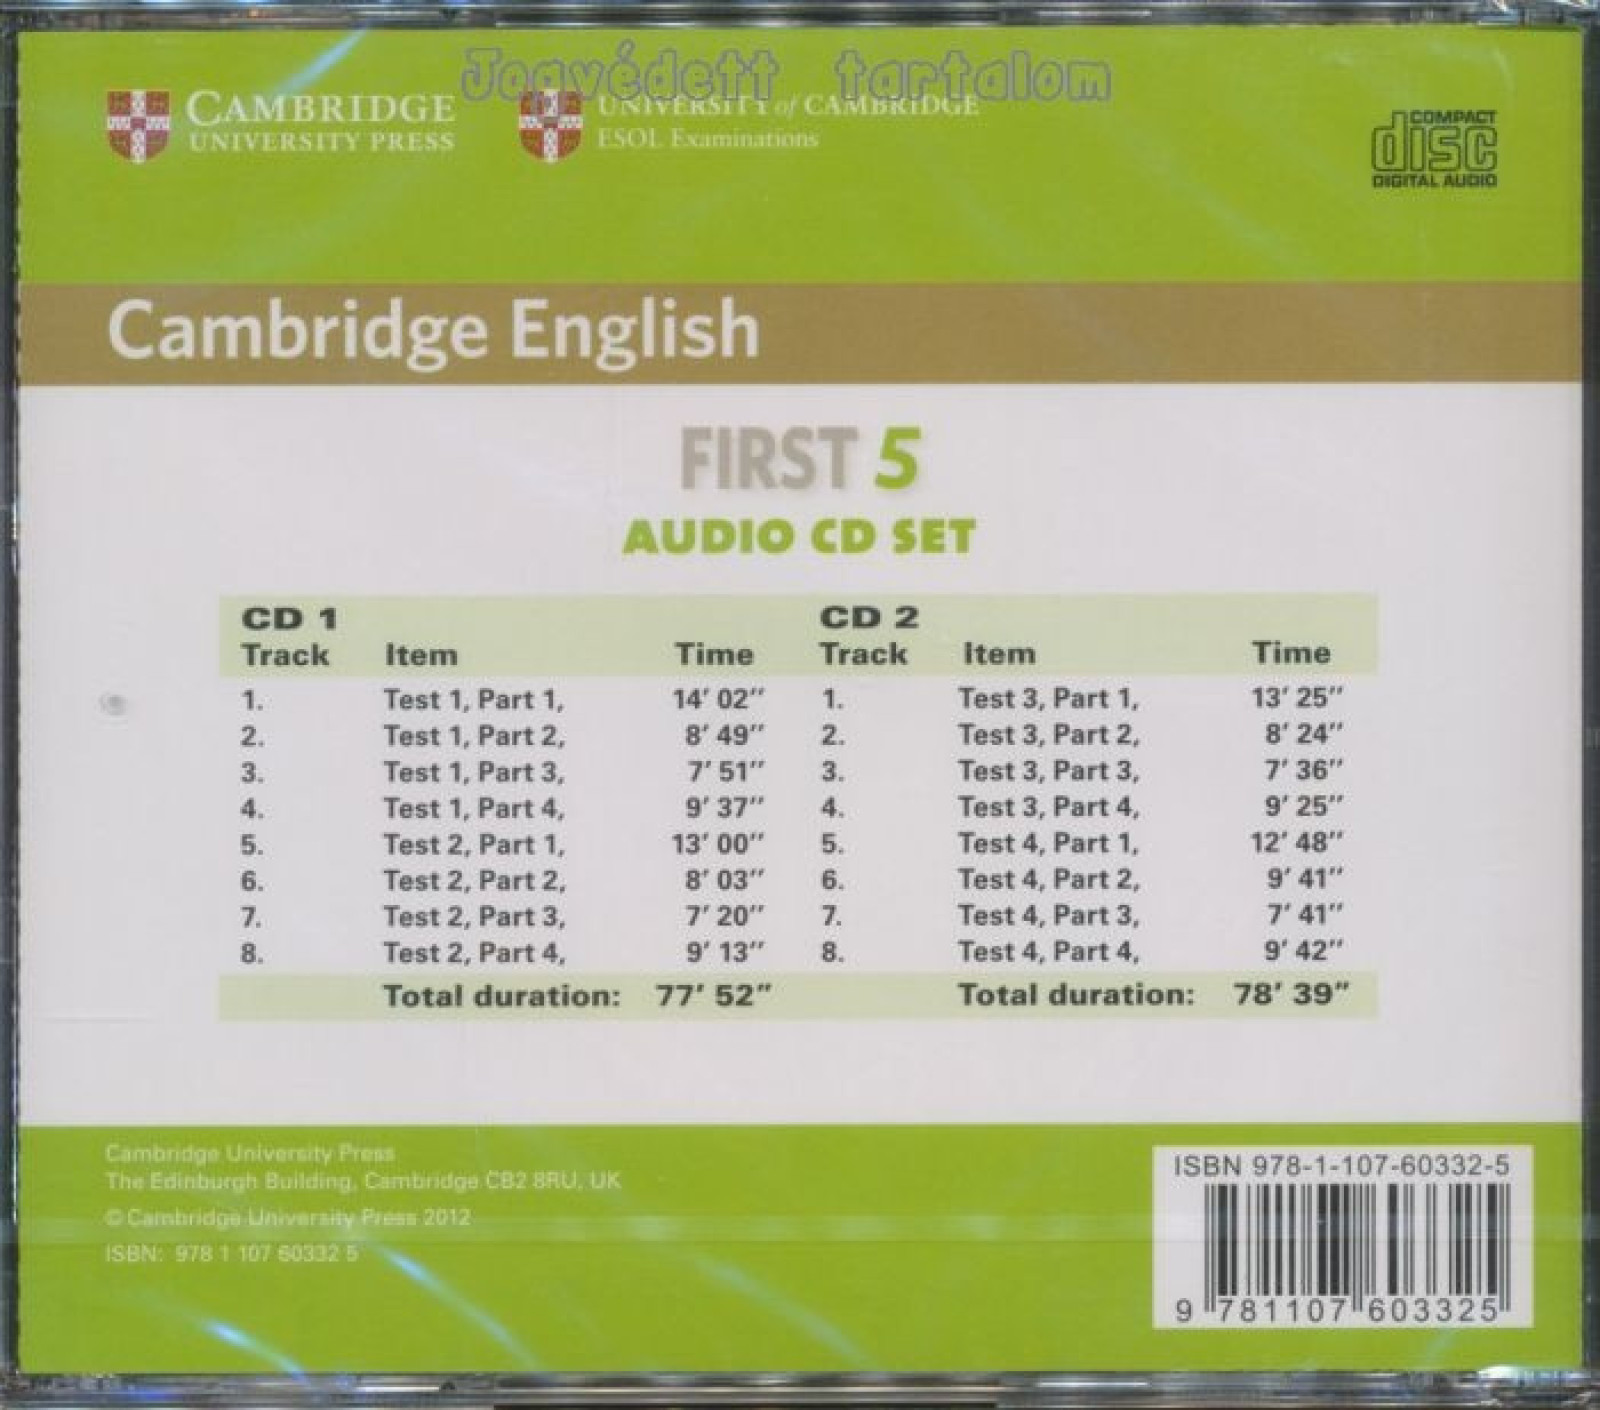 Jogvédett tartalom
CAMBRIDGE
UNIVERSITY PRESS
UNIVERSITY of CAMBRIDGE
ESOL Examinations
COMPACT
disc
DIGITAL AUDIO
Cambridge English
FIRST 5
AUDIO CD SET
CD 1 CD 2
Track Item Time Track Item Time
1. Test 1, Part 1, 14′ 02″ 1. Test 3, Part 1, 13′ 25″
2. Test 1, Part 2, 8′ 49″ 2. Test 3, Part 2, 8′ 24″
3. Test 1, Part 3, 7′ 51″ 3. Test 3, Part 3, 7′ 36″
4. Test 1, Part 4, 9′ 37″ 4. Test 3, Part 4, 9′ 25″
5. Test 2, Part 1, 13′ 00″ 5. Test 4, Part 1, 12′ 48″
6. Test 2, Part 2, 8′ 03″ 6. Test 4, Part 2, 9′ 41″
7. Test 2, Part 3, 7′ 20″ 7. Test 4, Part 3, 7′ 41″
8. Test 2, Part 4, 9′ 13″ 8. Test 4, Part 4, 9′ 42″
Total duration: 77′ 52″ Total duration: 78′ 39″
Cambridge University Press
The Edinburgh Building, Cambridge CB2 8RU, UK
© Cambridge University Press 2012
ISBN: 978 1 107 60332 5
ISBN 978-1-107-60332-5
9 781107 603325